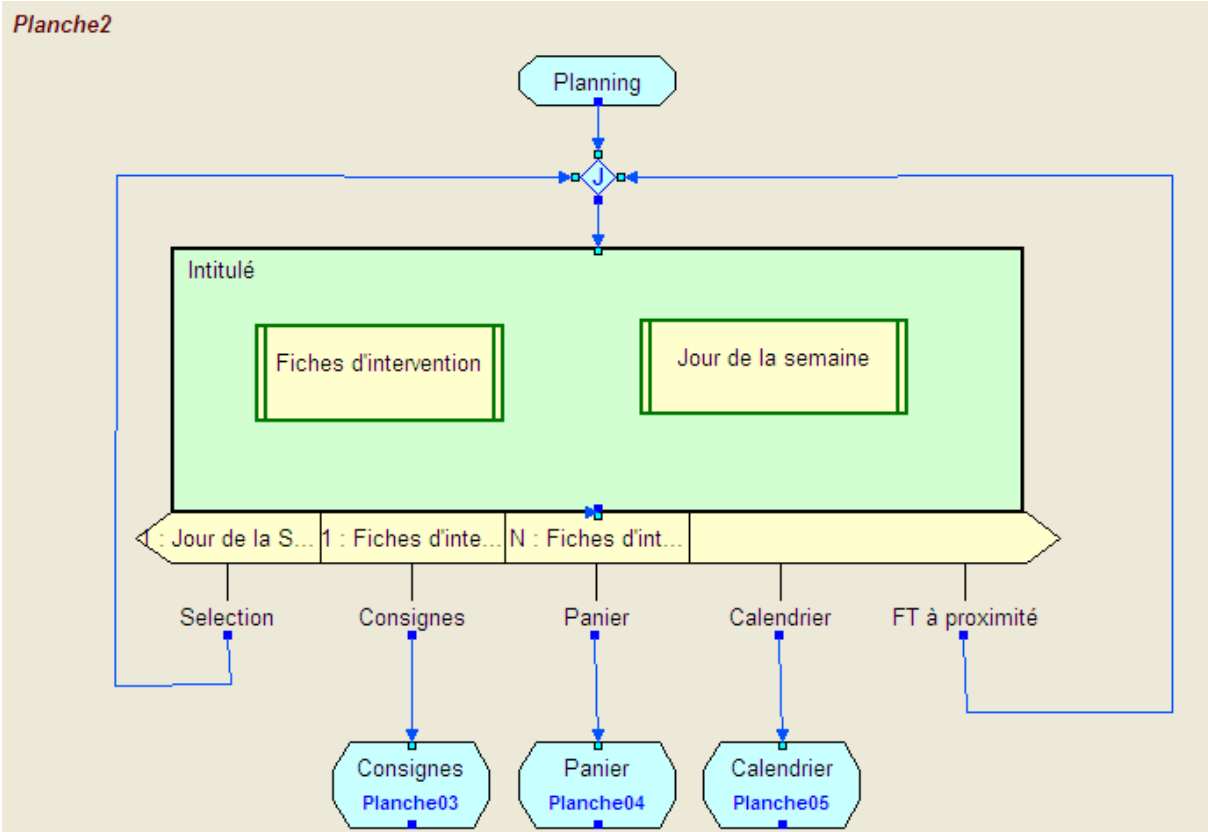 Planche2
Planning
J
Intitulé
Fiches d'intervention
Jour de la semaine
1 : Jour de la S...
1 : Fiches d'inte...
N : Fiches d'int...
Selection
Consignes
Panier
Calendrier
FT à proximité
Consignes
Planche03
Panier
Planche04
Calendrier
Planche05